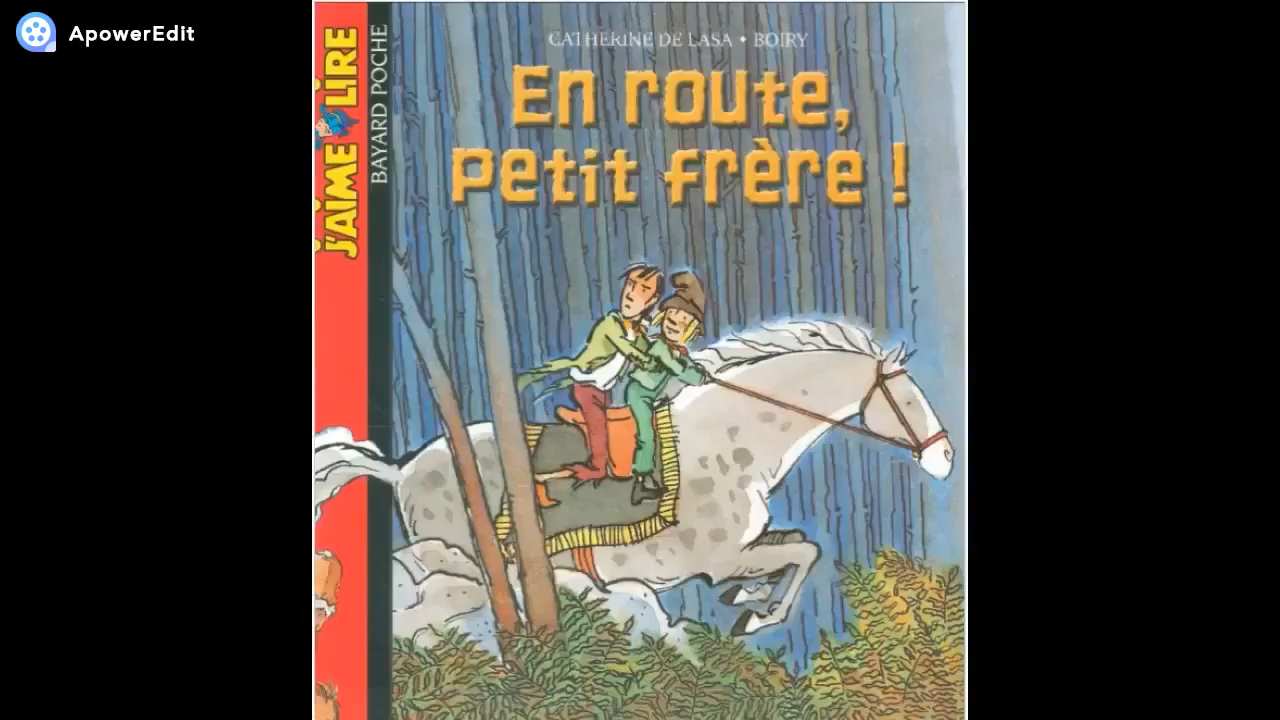 ApowerEdit
J'AIME LIRE
BAYARD POCHE
CATHERINE DE LASA • BOIRY
En route,
petit frère !